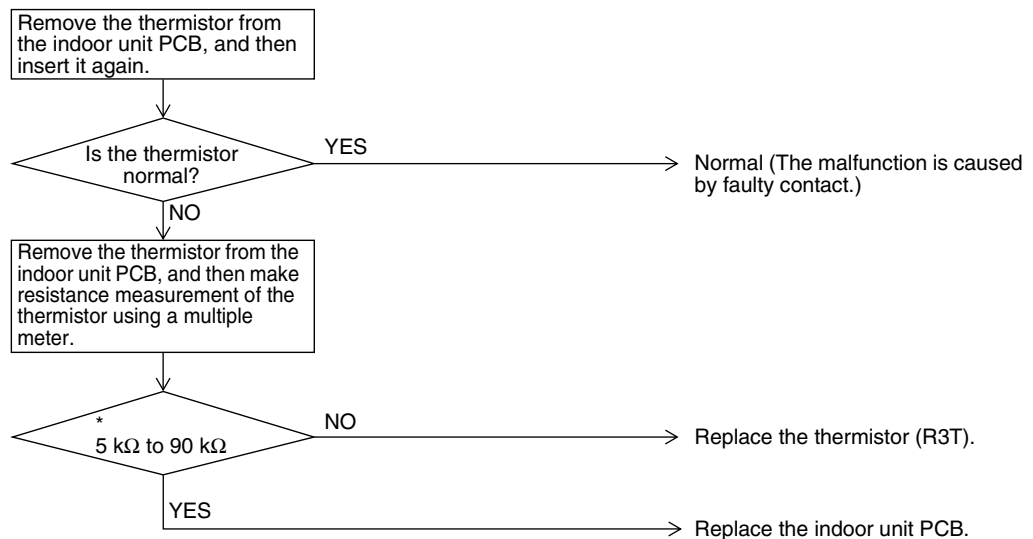 Remove the thermistor from
the indoor unit PCB, and then
insert it again.
Is the thermistor
normal?
YES
Normal (The malfunction is caused
by faulty contact.)
NO
Remove the thermistor from the
indoor unit PCB, and then make
resistance measurement of the
thermistor using a multiple
meter.
*
5 kΩ to 90 kΩ
NO
Replace the thermistor (R3T).
YES
Replace the indoor unit PCB.